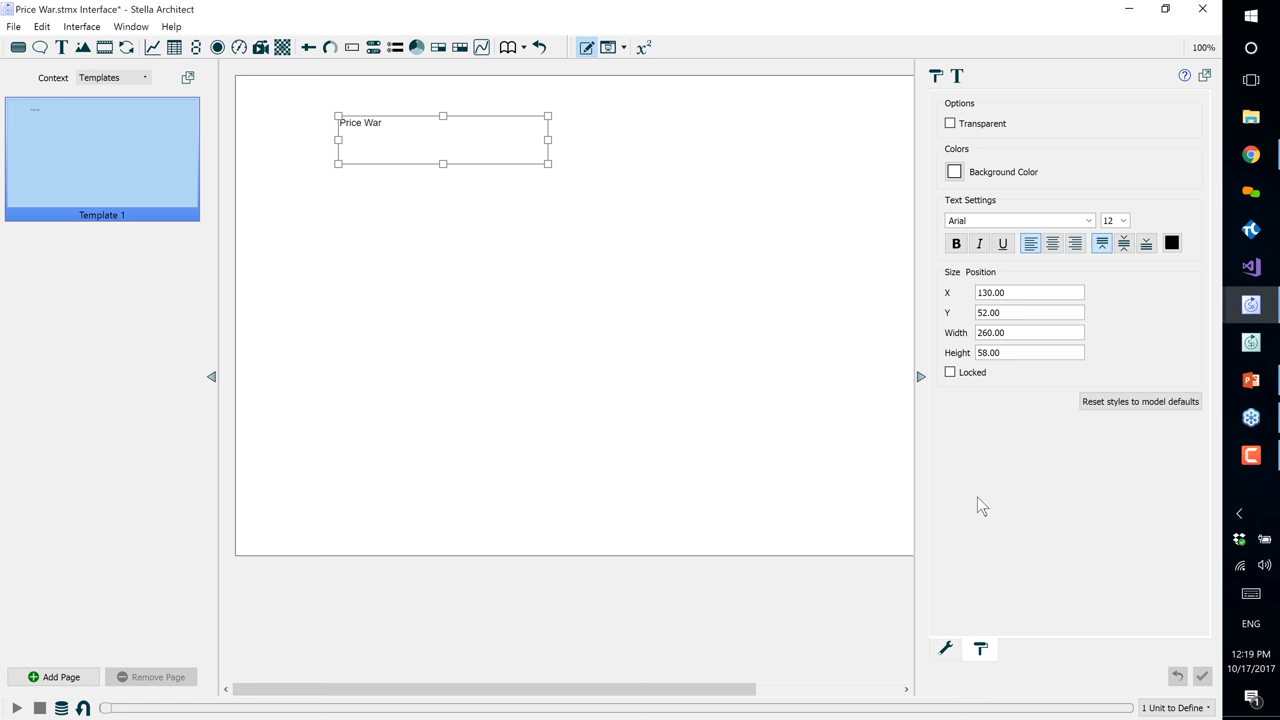 Price War.stmx Interface* - Stella Architect
File Edit Interface Window Help
100%
Context Templates
Template 1
Price War
Options
Transparent
Colors
Background Color
Text Settings
Arial 12
B I U
Size Position
X 130.00
Y 52.00
Width 260.00
Height 58.00
Locked
Reset styles to model defaults
Add Page Remove Page
1 Unit to Define
ENG
12:19 PM
10/17/2017